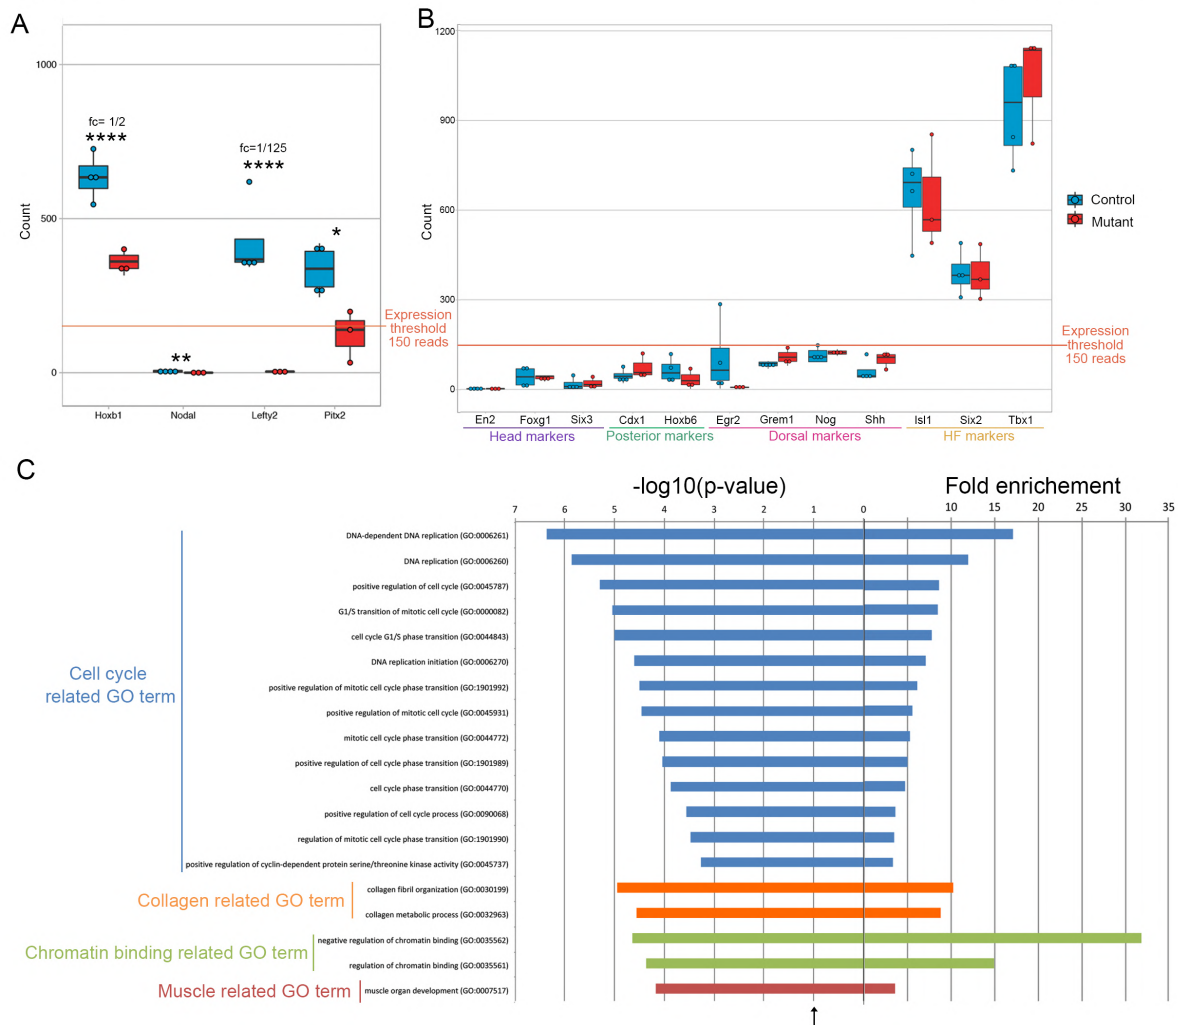 A
1000
500
0
Count
fc= 1/2
****
fc=1/125
****
**
*
Expression
threshold
150 reads
Hoxb1 Nodal Lefty2 Pitx2
B
1200
900
600
300
0
Count
Control
Mutant
Expression
threshold
150 reads
En2 Foxg1 Six3 Cdx1 Hoxb6 Egr2 Grem1 Nog Shh Isl1 Six2 Tbx1
Head markers Posterior markers Dorsal markers HF markers
C
-log10(p-value) Fold enrichement
7 6 5 4 3 2 1 0 5 10 15 20 25 30 35
DNA-dependent DNA replication (GO:0006261)
DNA replication (GO:0006260)
positive regulation of cell cycle (GO:0045787)
G1/S transition of mitotic cell cycle (GO:0000082)
cell cycle G1/S phase transition (GO:0044843)
DNA replication initiation (GO:0006270)
positive regulation of mitotic cell cycle phase transition (GO:1901992)
positive regulation of mitotic cell cycle (GO:0045931)
mitotic cell cycle phase transition (GO:0044772)
positive regulation of cell cycle phase transition (GO:1901989)
cell cycle phase transition (GO:0044770)
positive regulation of cell cycle process (GO:0090068)
regulation of mitotic cell cycle phase transition (GO:1901990)
positive regulation of cyclin-dependent protein serine/threonine kinase activity (GO:0045737)
collagen fibril organization (GO:0030199)
collagen metabolic process (GO:0032963)
negative regulation of chromatin binding (GO:0035562)
regulation of chromatin binding (GO:0035561)
muscle organ development (GO:0007517)
Cell cycle
related GO term
Collagen related GO term
Chromatin binding related GO term
Muscle related GO term